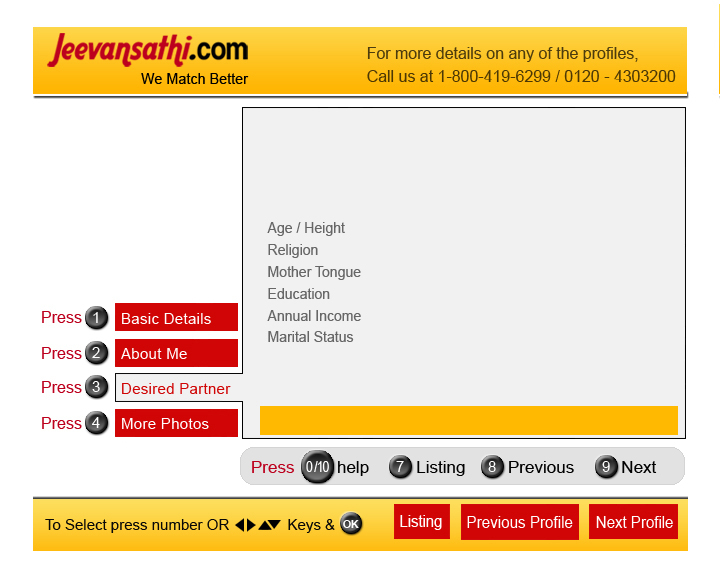 Jeevansathi.com
We Match Better
For more details on any of the profiles,
Call us at 1-800-419-6299 / 0120 - 4303200
Age / Height
Religion
Mother Tongue
Education
Annual Income
Marital Status
Press 1 Basic Details
Press 2 About Me
Press 3 Desired Partner
Press 4 More Photos
Press 0/10 help 7 Listing 8 Previous 9 Next
To Select press number OR ◀▶▲▼ Keys & OK Listing Previous Profile Next Profile